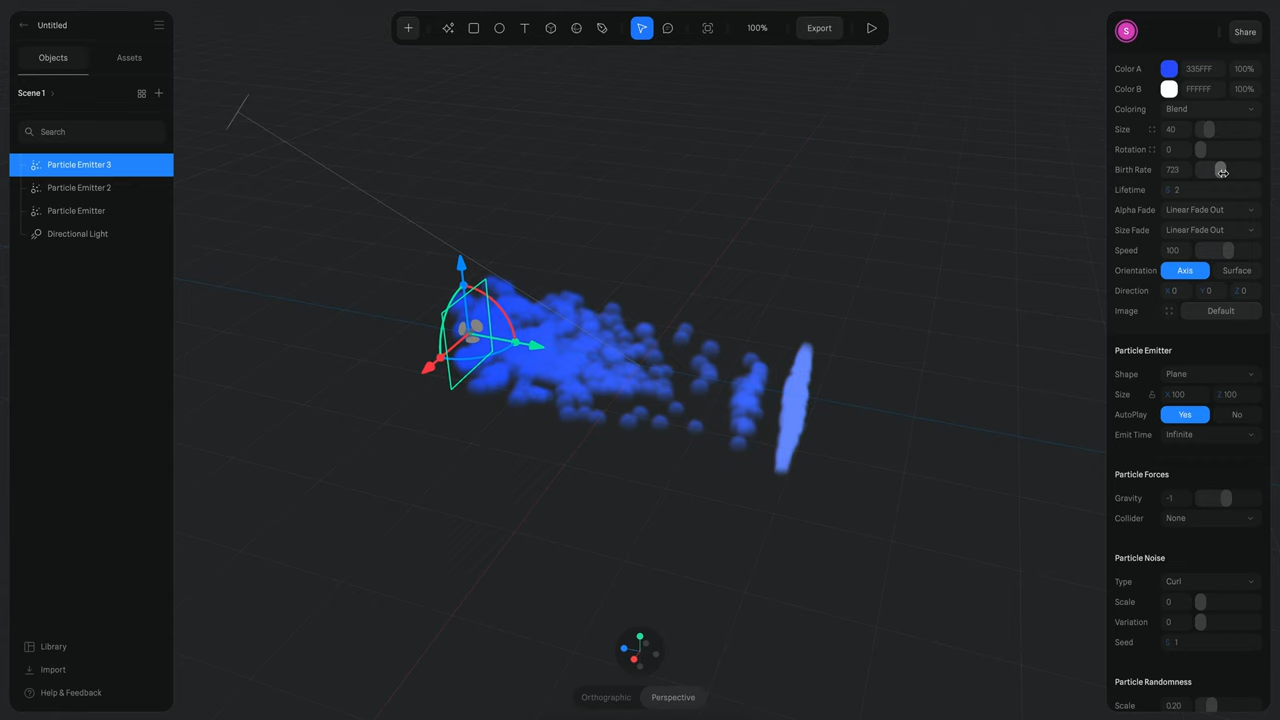 Untitled
Objects
Assets
Scene 1
Search
Particle Emitter 3
Particle Emitter 2
Particle Emitter
Directional Light
Library
Import
Help & Feedback
T
100%
Export
Orthographic
Perspective
S
Share
Color A 335FFF 100%
Color B FFFFFF 100%
Coloring Blend
Size 40
Rotation 0
Birth Rate 723
Lifetime S 2
Alpha Fade Linear Fade Out
Size Fade Linear Fade Out
Speed 100
Orientation Axis Surface
Direction X 0 Y 0 Z 0
Image Default
Particle Emitter
Shape Plane
Size X 100 Z 100
AutoPlay Yes No
Emit Time Infinite
Particle Forces
Gravity -1
Collider None
Particle Noise
Type Curl
Scale 0
Variation 0
Seed S 1
Particle Randomness
Scale 0.20